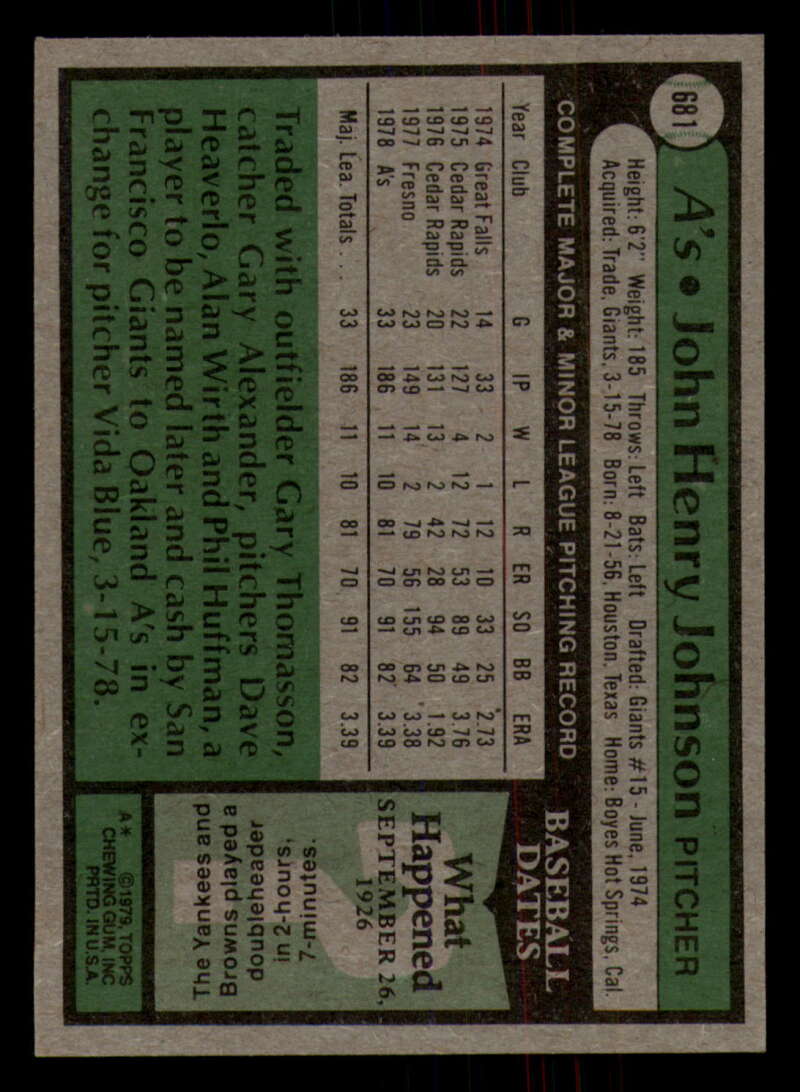 681
A's • John Henry Johnson PITCHER
Height: 6'2" Weight: 185 Throws: Left Bats: Left Drafted: Giants #15 - June, 1974
Acquired: Trade, Giants, 3-15-78 Born: 8-21-56, Houston, Texas Home: Boyes Hot Springs, Cal.
COMPLETE MAJOR & MINOR LEAGUE PITCHING RECORD
Year Club G IP W L R ER SO BB ERA
1974 Great Falls 14 33 2 1 12 10 33 25 2.73
1975 Cedar Rapids 22 127 4 12 72 53 89 49 3.76
1976 Cedar Rapids 20 131 13 2 42 28 94 50 1.92
1977 Fresno 23 149 14 2 79 56 155 64 3.38
1978 A's 33 186 11 10 81 70 91 82 3.39
Maj. Lea. Totals . . . 33 186 11 10 81 70 91 82 3.39
Traded with outfielder Gary Thomasson,
catcher Gary Alexander, pitchers Dave
Heaverlo, Alan Wirth and Phil Huffman, a
player to be named later and cash by San
Francisco Giants to Oakland A's in ex-
change for pitcher Vida Blue, 3-15-78.
BASEBALL
DATES
What
Happened
SEPTEMBER 26,
1926
The Yankees and
Browns played a
doubleheader
in 2-hours,
7-minutes.
A* ©1979, TOPPS
CHEWING GUM, INC
PRTD. IN U.S.A.